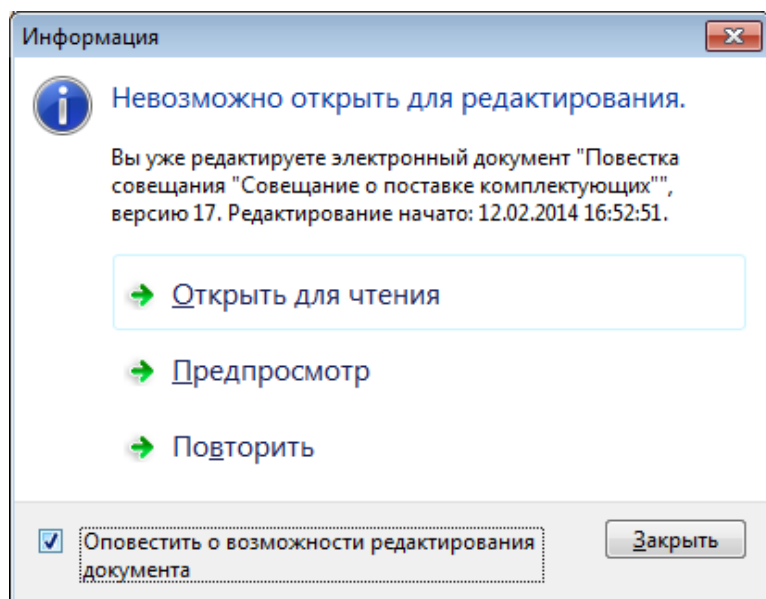 Информация
Невозможно открыть для редактирования.
Вы уже редактируете электронный документ "Повестка
совещания "Совещание о поставке комплектующих"",
версию 17. Редактирование начато: 12.02.2014 16:52:51.
Открыть для чтения
Предпросмотр
Повторить
Оповестить о возможности редактирования
документа
Закрыть